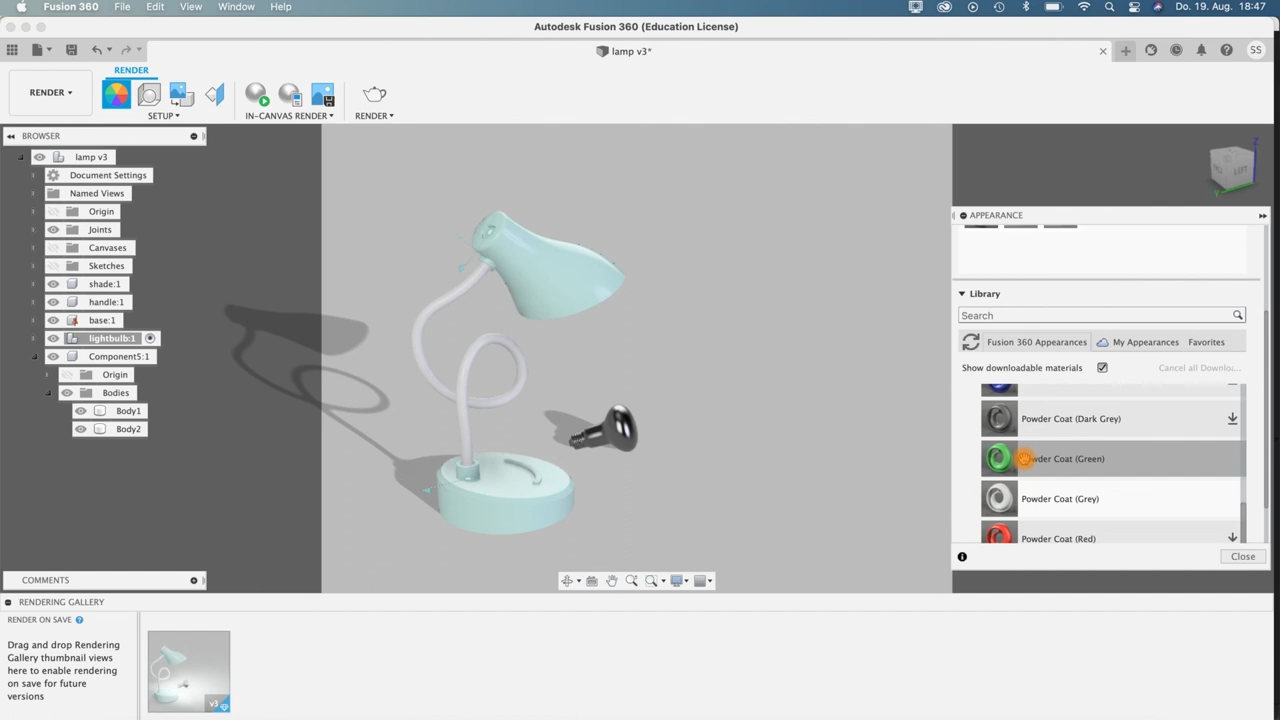 Fusion 360 File Edit View Window Help Do. 19. Aug. 18:47
Autodesk Fusion 360 (Education License)
lamp v3*
SS
RENDER
RENDER
SETUP IN-CANVAS RENDER RENDER
BROWSER
lamp v3
Document Settings
Named Views
Origin
Joints
Canvases
Sketches
shade:1
handle:1
base:1
lightbulb:1
Component5:1
Origin
Bodies
Body1
Body2
Z
LEFT
Y
APPEARANCE
Library
Search
Fusion 360 Appearances My Appearances Favorites
Show downloadable materials Cancel all Downlo...
Powder Coat (Dark Grey)
wder Coat (Green)
Powder Coat (Grey)
Powder Coat (Red)
Close
COMMENTS
RENDERING GALLERY
RENDER ON SAVE
Drag and drop Rendering
Gallery thumbnail views
here to enable rendering
on save for future
versions
v3